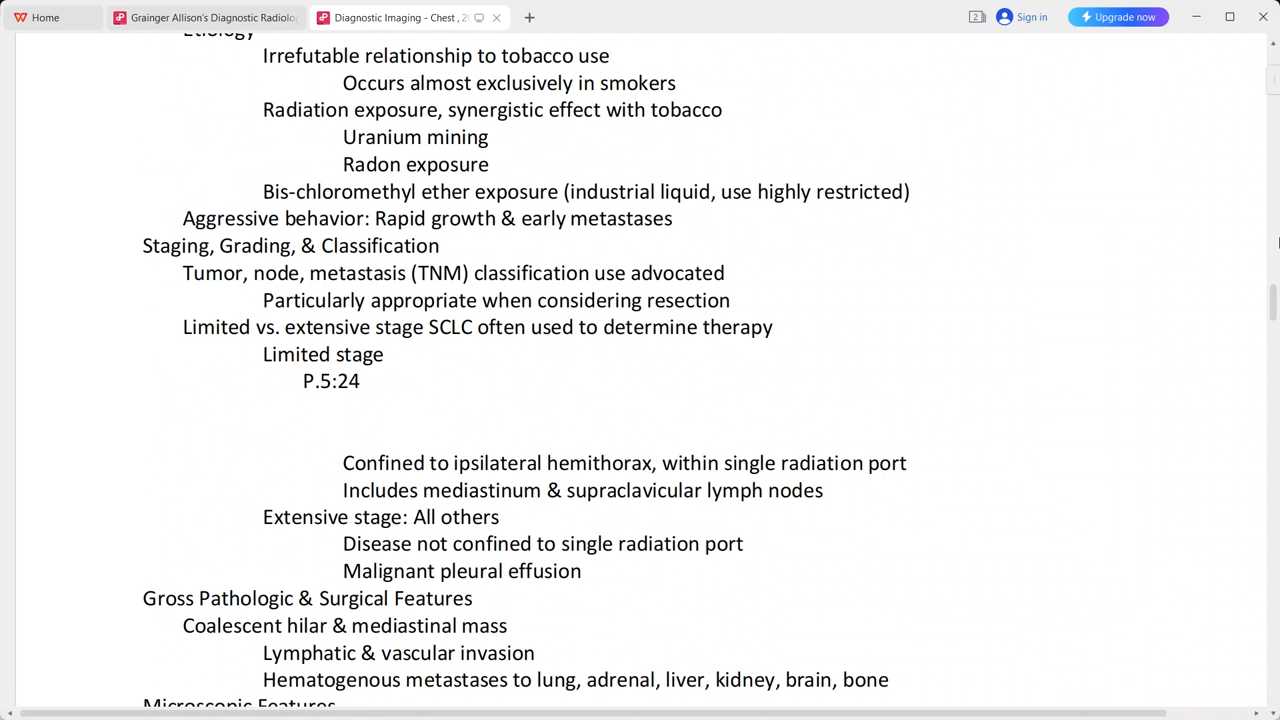 Home
Grainger Allison's Diagnostic Radiolo
Diagnostic Imaging - Chest , 2
2
Sign in
Upgrade now
Etiology
Irrefutable relationship to tobacco use
Occurs almost exclusively in smokers
Radiation exposure, synergistic effect with tobacco
Uranium mining
Radon exposure
Bis-chloromethyl ether exposure (industrial liquid, use highly restricted)
Aggressive behavior: Rapid growth & early metastases
Staging, Grading, & Classification
Tumor, node, metastasis (TNM) classification use advocated
Particularly appropriate when considering resection
Limited vs. extensive stage SCLC often used to determine therapy
Limited stage
P.5:24
Confined to ipsilateral hemithorax, within single radiation port
Includes mediastinum & supraclavicular lymph nodes
Extensive stage: All others
Disease not confined to single radiation port
Malignant pleural effusion
Gross Pathologic & Surgical Features
Coalescent hilar & mediastinal mass
Lymphatic & vascular invasion
Hematogenous metastases to lung, adrenal, liver, kidney, brain, bone
Microscopic Features